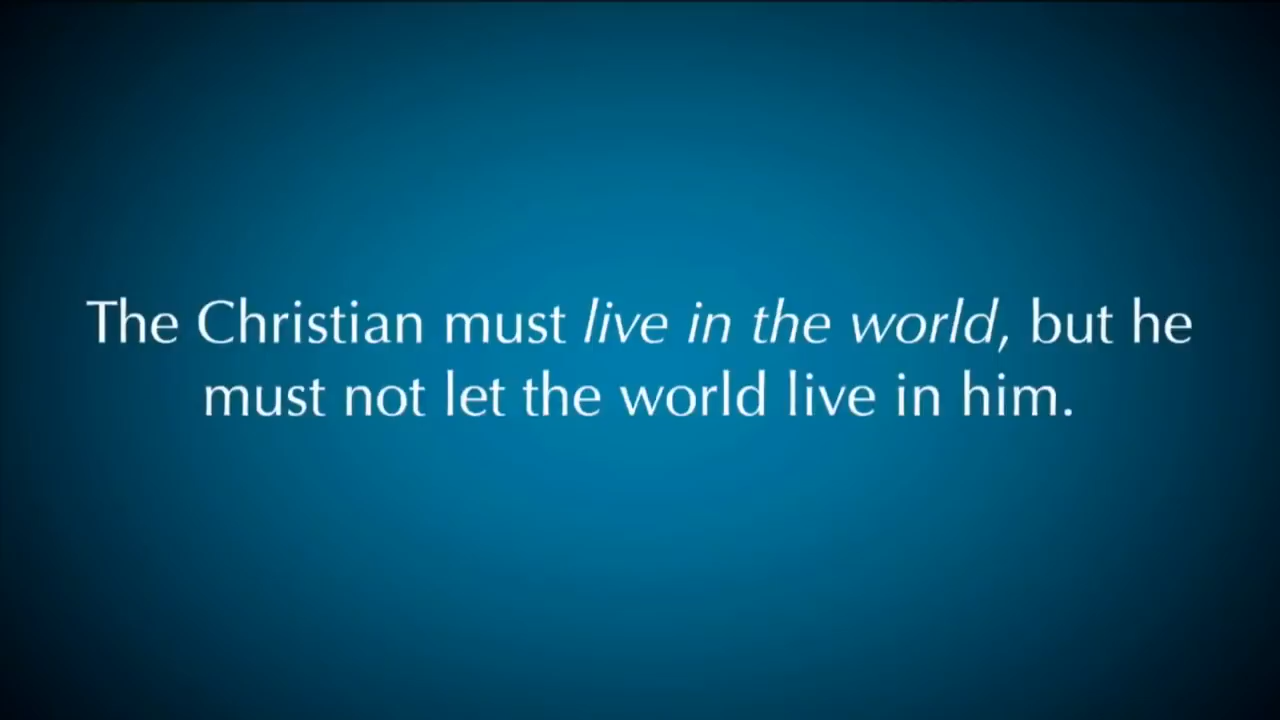 The Christian must live in the world, but he
must not let the world live in him.